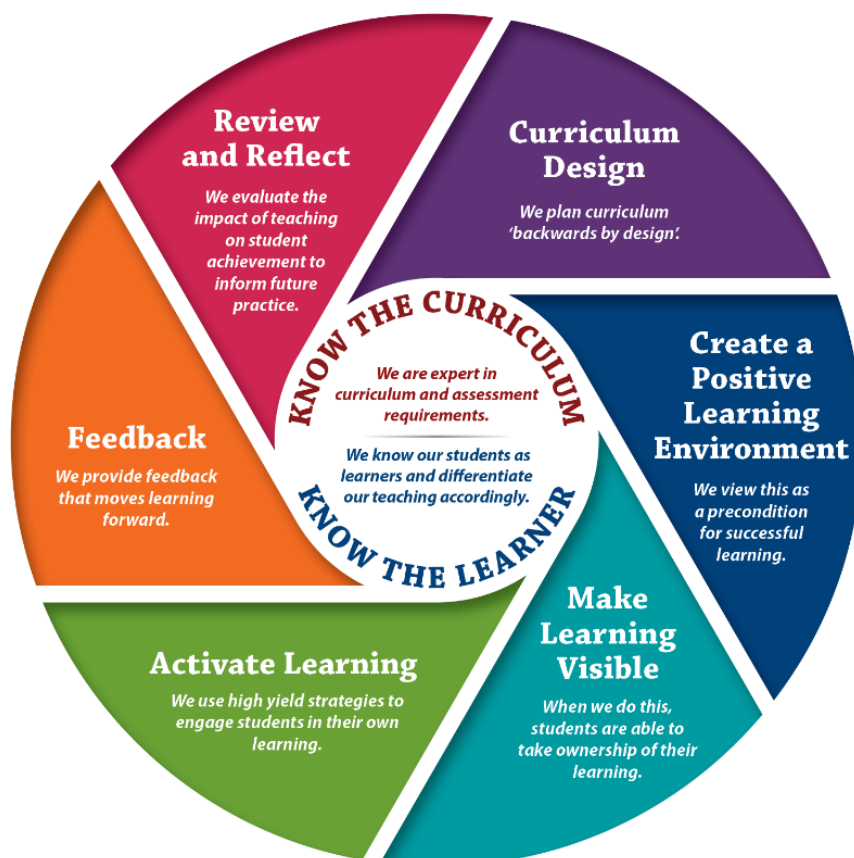 Review
and Reflect
We evaluate the
impact of teaching
on student
achievement to
inform future
practice.
Curriculum
Design
We plan curriculum
‘backwards by design’.
Create a
Positive
Learning
Environment
We view this as
a precondition
for successful
learning.
Make
Learning
Visible
When we do this,
students are able to
take ownership of their
learning.
Activate Learning
We use high yield strategies to
engage students in their own
learning.
Feedback
We provide feedback
that moves learning
forward.
KNOW THE CURRICULUM
We are expert in
curriculum and assessment
requirements.
We know our students as
learners and differentiate
our teaching accordingly.
KNOW THE LEARNER